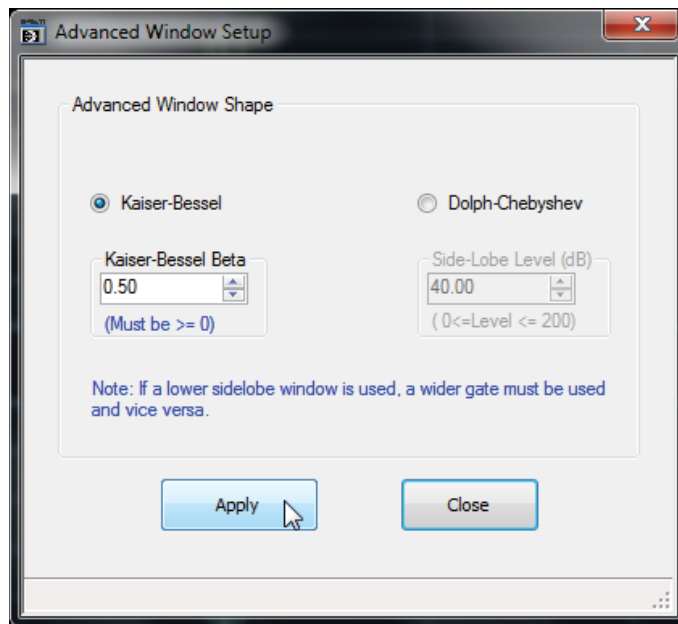 Advanced Window Setup
Advanced Window Shape
Kaiser-Bessel
Dolph-Chebyshev
Kaiser-Bessel Beta
Side-Lobe Level (dB)
0.50
40.00
(Must be >= 0)
( 0<=Level <= 200)
Note: If a lower sidelobe window is used, a wider gate must be used
and vice versa.
Apply
Close